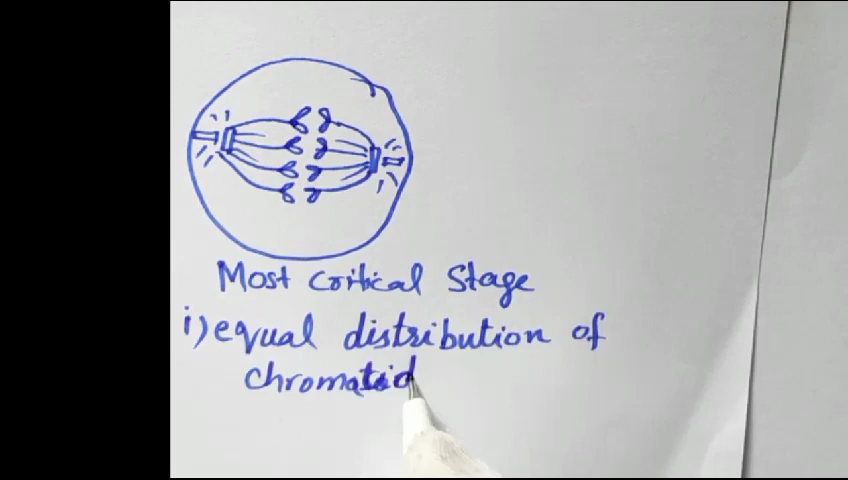 Most Critical Stage
i) equal distribution of
chromatid